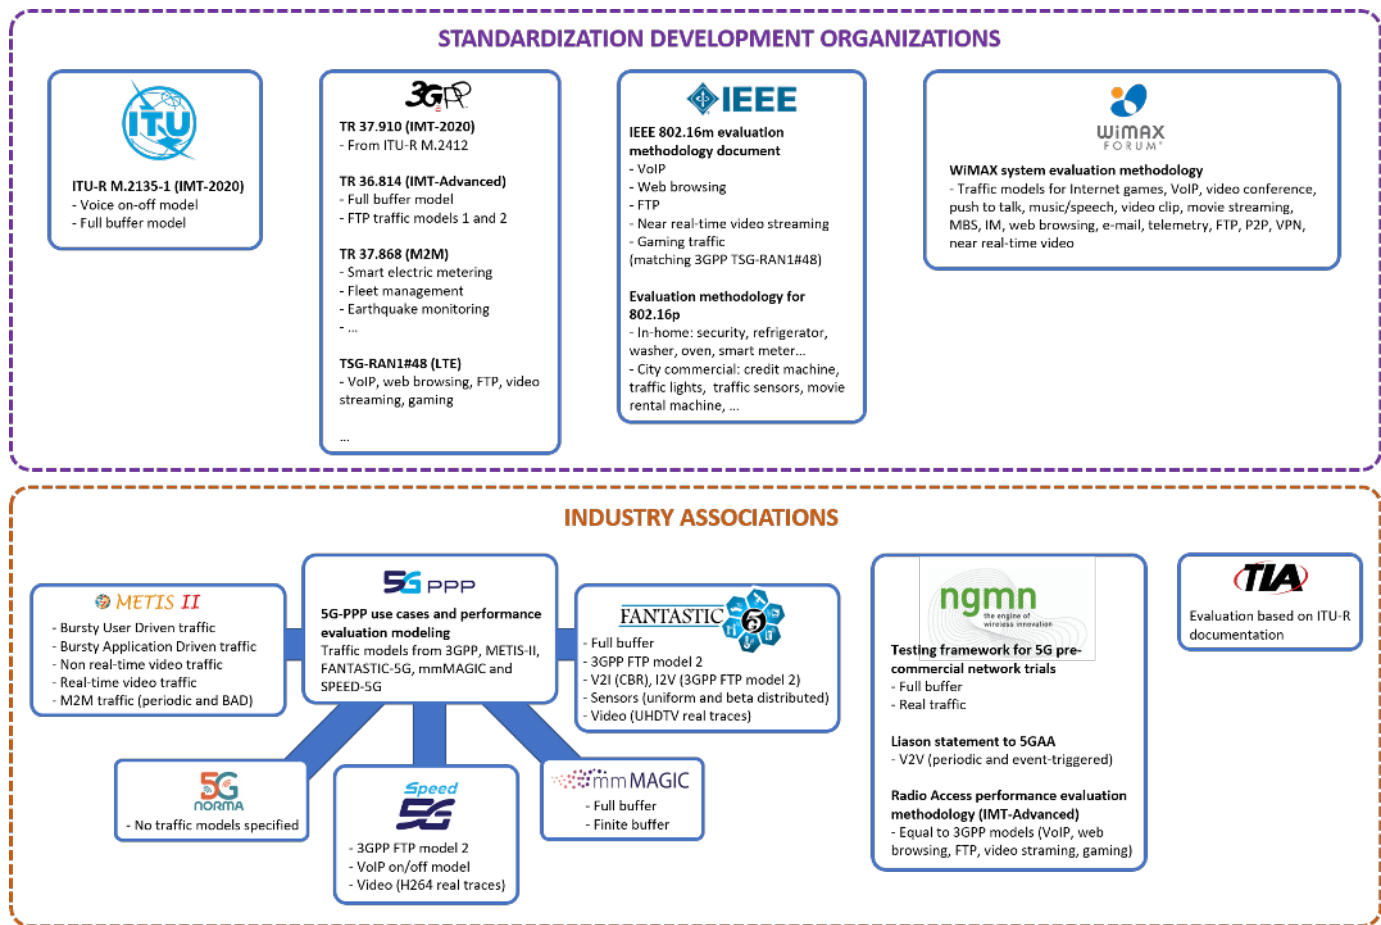 STANDARDIZATION DEVELOPMENT ORGANIZATIONS
ITU
ITU-R M.2135-1 (IMT-2020)
- Voice on-off model
- Full buffer model
3GPP
TR 37.910 (IMT-2020)
- From ITU-R M.2412
TR 36.814 (IMT-Advanced)
- Full buffer model
- FTP traffic models 1 and 2
TR 37.868 (M2M)
- Smart electric metering
- Fleet management
- Earthquake monitoring
- ...
TSG-RAN1#48 (LTE)
- VoIP, web browsing, FTP, video
streaming, gaming
...
IEEE
IEEE 802.16m evaluation
methodology document
- VoIP
- Web browsing
- FTP
- Near real-time video streaming
- Gaming traffic
(matching 3GPP TSG-RAN1#48)
Evaluation methodology for
802.16p
- In-home: security, refrigerator,
washer, oven, smart meter...
- City commercial: credit machine,
traffic lights, traffic sensors, movie
rental machine, ...
WiMAX
FORUM
WiMAX system evaluation methodology
- Traffic models for Internet games, VoIP, video conference,
push to talk, music/speech, video clip, movie streaming,
MBS, IM, web browsing, e-mail, telemetry, FTP, P2P, VPN,
near real-time video
INDUSTRY ASSOCIATIONS
METIS II
- Bursty User Driven traffic
- Bursty Application Driven traffic
- Non real-time video traffic
- Real-time video traffic
- M2M traffic (periodic and BAD)
5G PPP
5G-PPP use cases and performance
evaluation modeling
Traffic models from 3GPP, METIS-II,
FANTASTIC-5G, mmMAGIC and
SPEED-5G
FANTASTIC 5G
- Full buffer
- 3GPP FTP model 2
- V2I (CBR), I2V (3GPP FTP model 2)
- Sensors (uniform and beta distributed)
- Video (UHDTV real traces)
5G
NORMA
- No traffic models specified
Speed
5G
- 3GPP FTP model 2
- VoIP on/off model
- Video (H264 real traces)
mmMAGIC
- Full buffer
- Finite buffer
ngmn
the engine of
wireless innovation
Testing framework for 5G pre-
commercial network trials
- Full buffer
- Real traffic
Liason statement to 5GAA
- V2V (periodic and event-triggered)
Radio Access performance evaluation
methodology (IMT-Advanced)
- Equal to 3GPP models (VoIP, web
browsing, FTP, video straming, gaming)
TIA
Evaluation based on ITU-R
documentation